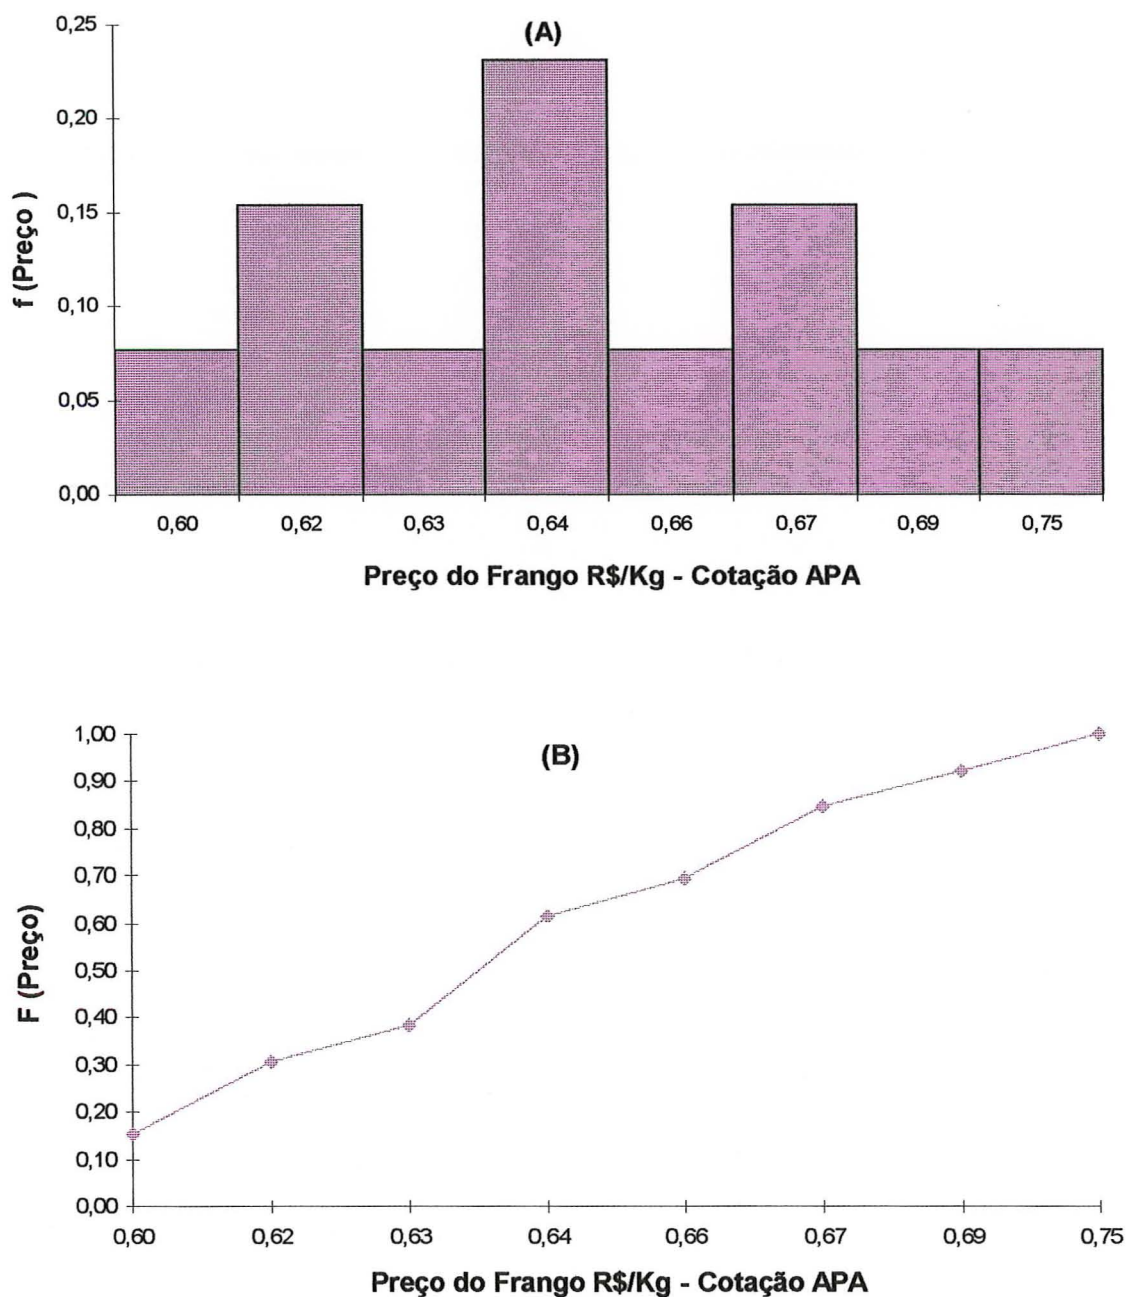 (A)
f (Preço )
0,25
0,20
0,15
0,10
0,05
0,00
0,60 0,62 0,63 0,64 0,66 0,67 0,69 0,75
Preço do Frango R$/Kg - Cotação APA
(B)
F (Preço)
1,00
0,90
0,80
0,70
0,60
0,50
0,40
0,30
0,20
0,10
0,00
0,60 0,62 0,63 0,64 0,66 0,67 0,69 0,75
Preço do Frango R$/Kg - Cotação APA